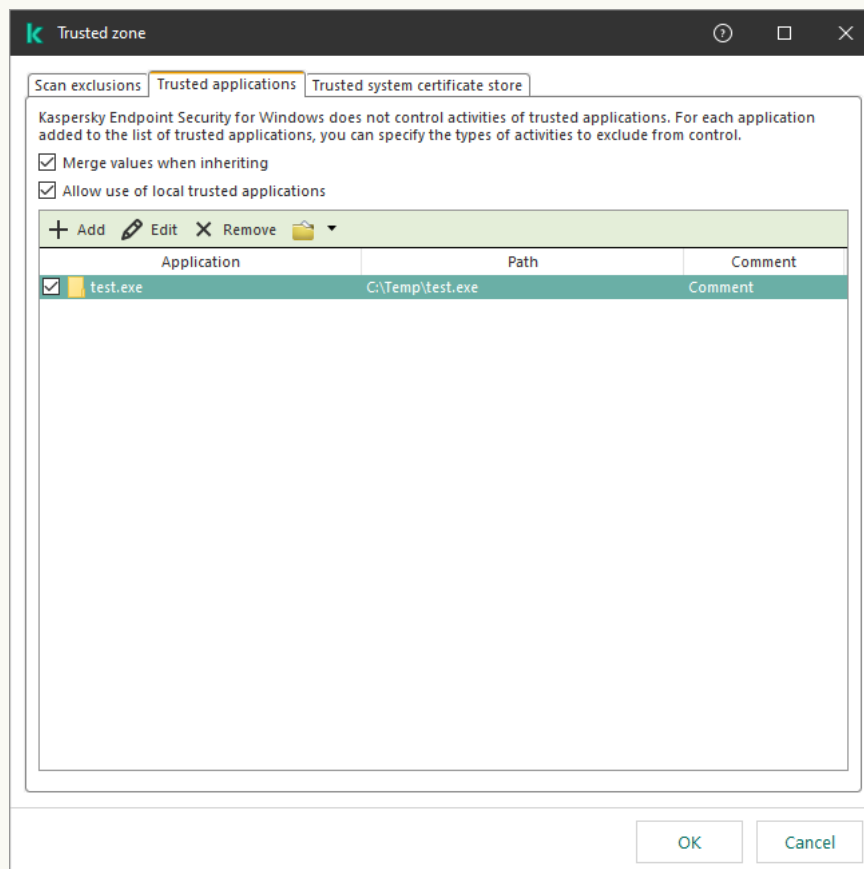 Trusted zone
Scan exclusions Trusted applications Trusted system certificate store
Kaspersky Endpoint Security for Windows does not control activities of trusted applications. For each application
added to the list of trusted applications, you can specify the types of activities to exclude from control.
Merge values when inheriting
Allow use of local trusted applications
Add Edit Remove
Application Path Comment
test.exe C:\Temp\test.exe Comment
OK Cancel